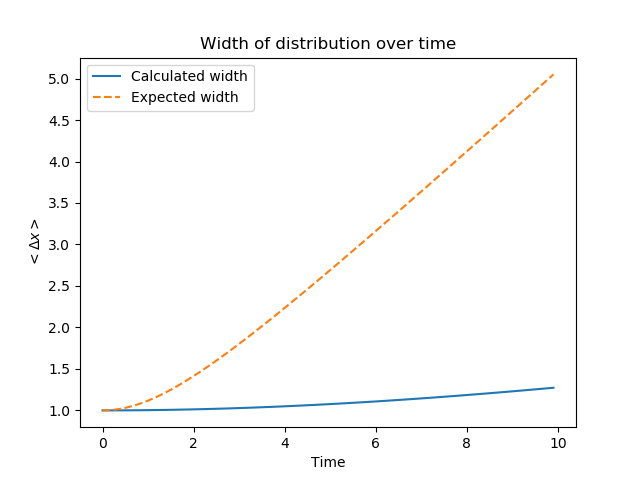 Width of distribution over time
Calculated width
Expected width
5.0
4.5
4.0
3.5
3.0
2.5
2.0
1.5
1.0
< Δx >
0 2 4 6 8 10
Time